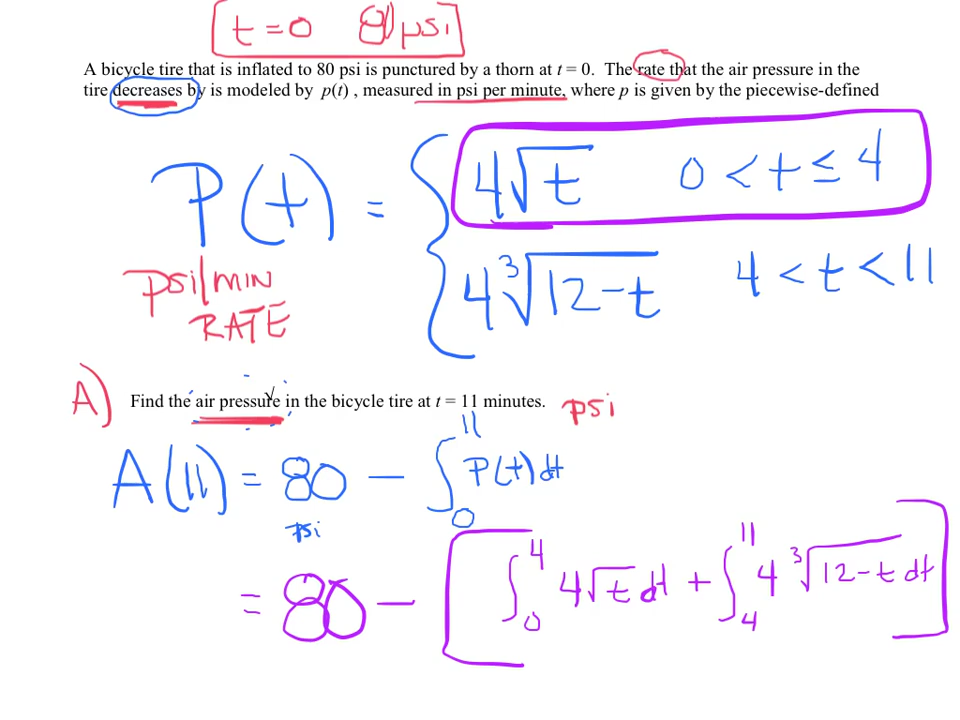 t=0 80 psi
A bicycle tire that is inflated to 80 psi is punctured by a thorn at t = 0. The rate that the air pressure in the
tire decreases by is modeled by p(t) , measured in psi per minute, where p is given by the piecewise-defined
P(t) = { 4√t 0 < t ≤ 4
4∛12-t 4 < t < 11
psi/min
RATE
A) Find the air pressure in the bicycle tire at t = 11 minutes. psi
A(11) = 80 - ∫₀¹¹ P(t)dt
psi
= 80 - [ ∫₀⁴ 4√t dt + ∫₄¹¹ 4∛12-t dt ]